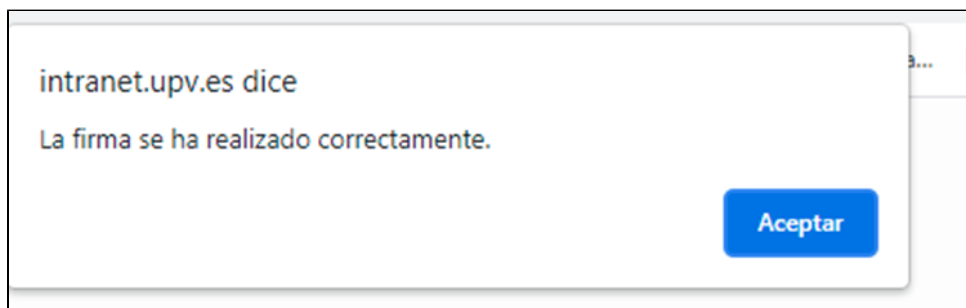 intranet.upv.es dice
La firma se ha realizado correctamente.
Aceptar